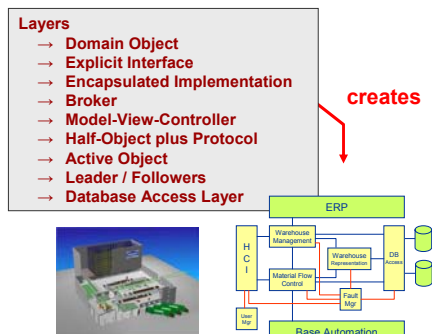 Layers
→ Domain Object
→ Explicit Interface
→ Encapsulated Implementation
→ Broker
→ Model-View-Controller
→ Half-Object plus Protocol
→ Active Object
→ Leader / Followers
→ Database Access Layer
creates
ERP
H
C
I
Warehouse
Management
Warehouse
Representation
DB
Access
Material Flow
Control
Fault
Mgr
User
Mgr
Base Automation